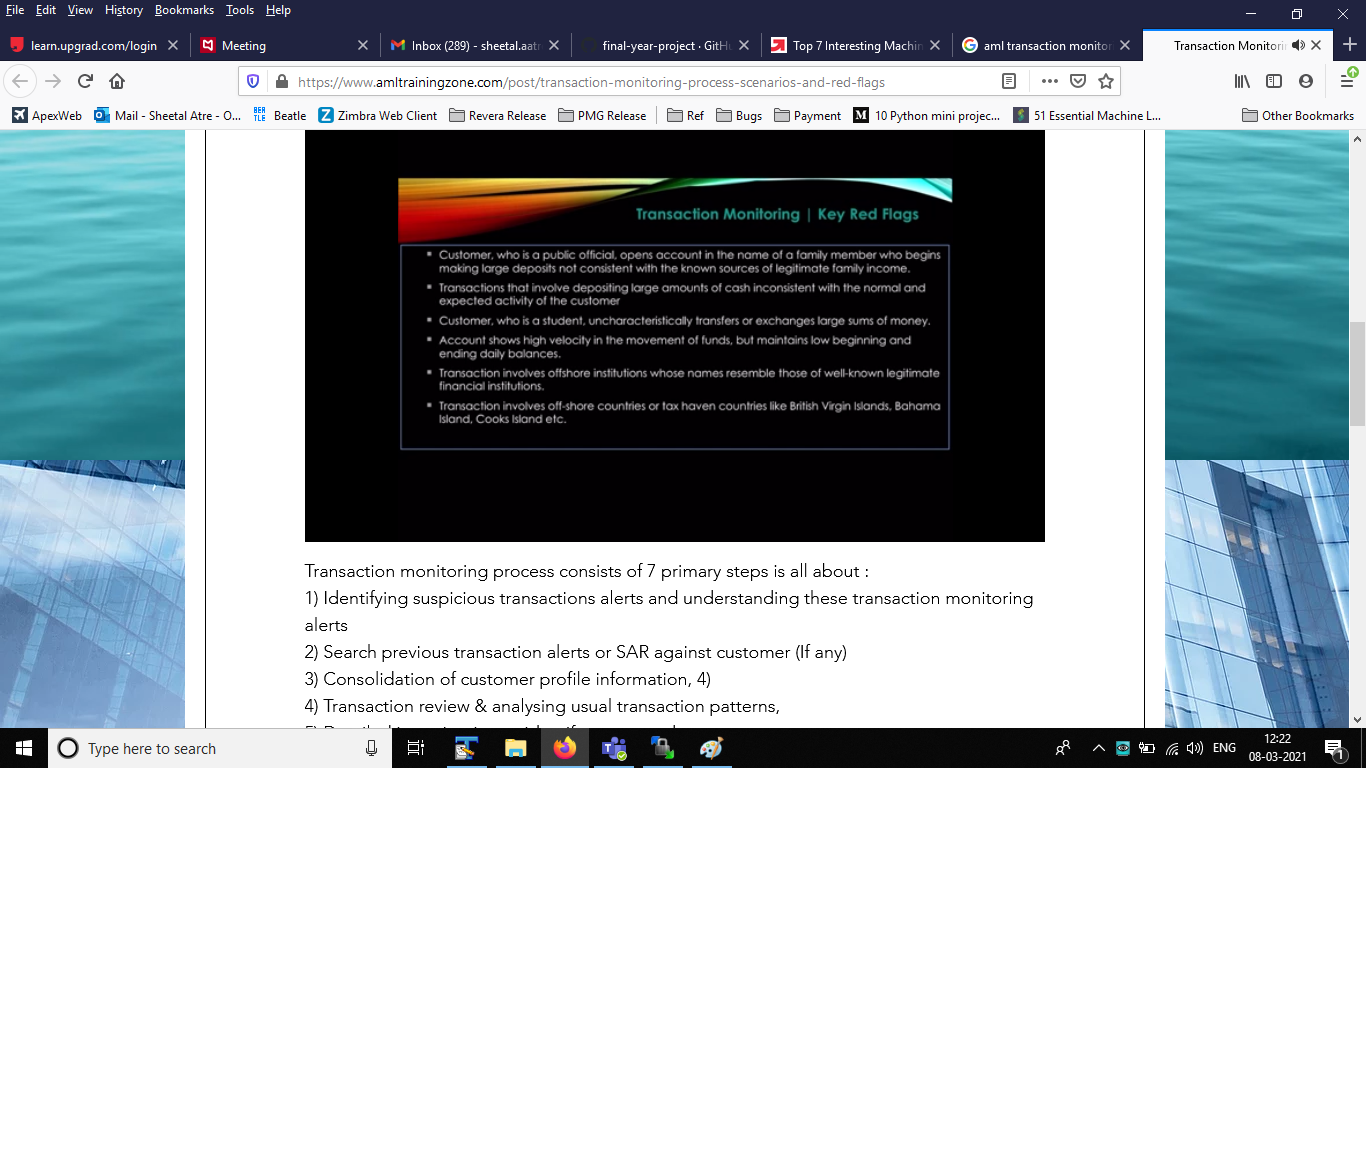 File Edit View History Bookmarks Tools Help
learn.upgrad.com/login
Meeting
Inbox (289) - sheetal.aatr
final-year-project · GitHu
Top 7 Interesting Machin
aml transaction monitor
Transaction Monitorin
https://www.amltrainingzone.com/post/transaction-monitoring-process-scenarios-and-red-flags
ApexWeb
Mail - Sheetal Atre - O...
Beatle
Zimbra Web Client
Revera Release
PMG Release
Ref
Bugs
Payment
10 Python mini projec...
51 Essential Machine L...
Other Bookmarks
Transaction Monitoring | Key Red Flags
▪ Customer, who is a public official, opens account in the name of a family member who begins
making large deposits not consistent with the known sources of legitimate family income.
▪ Transactions that involve depositing large amounts of cash inconsistent with the normal and
expected activity of the customer
▪ Customer, who is a student, uncharacteristically transfers or exchanges large sums of money.
▪ Account shows high velocity in the movement of funds, but maintains low beginning and
ending daily balances.
▪ Transaction involves offshore institutions whose names resemble those of well-known legitimate
financial institutions.
▪ Transaction involves off-shore countries or tax haven countries like British Virgin Islands, Bahama
Island, Cooks Island etc.
Transaction monitoring process consists of 7 primary steps is all about :
1) Identifying suspicious transactions alerts and understanding these transaction monitoring
alerts
2) Search previous transaction alerts or SAR against customer (If any)
3) Consolidation of customer profile information, 4)
4) Transaction review & analysing usual transaction patterns,
Type here to search
ENG
12:22
08-03-2021
1